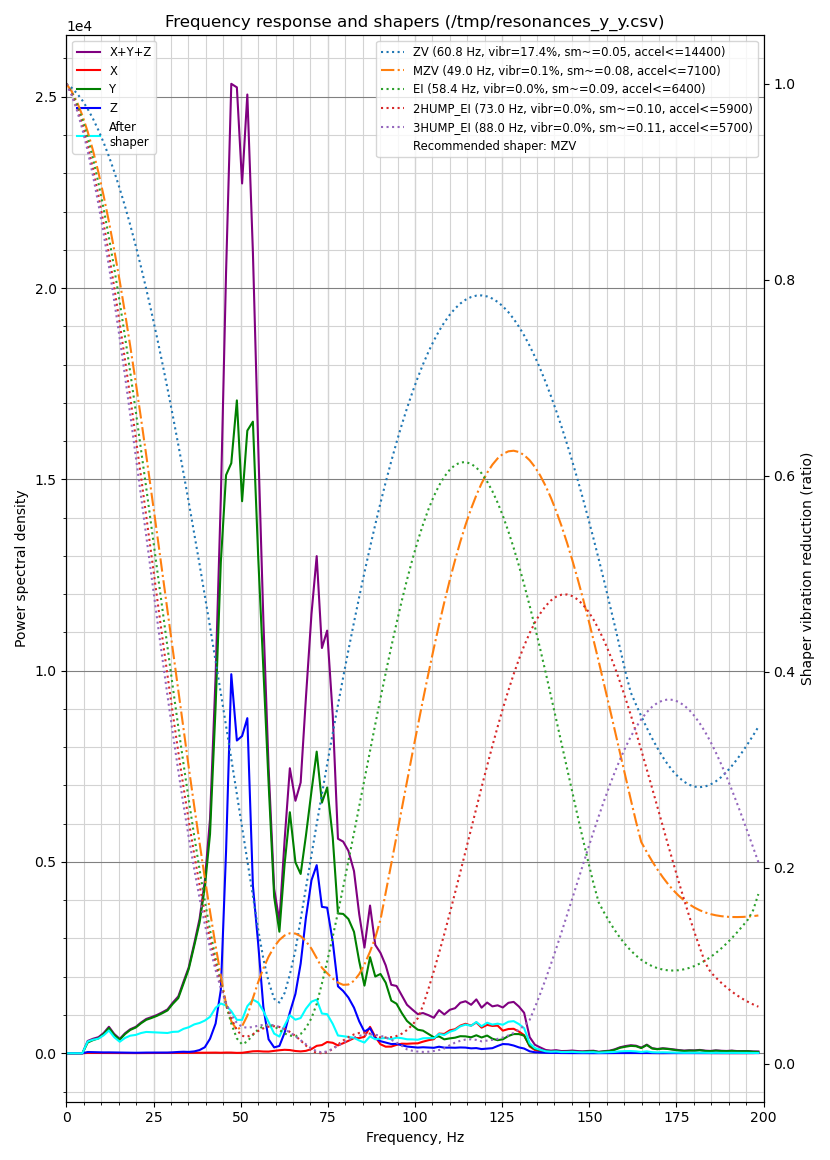 Frequency response and shapers (/tmp/resonances_y_y.csv)
1e4
X+Y+Z
X
Y
Z
After
shaper
ZV (60.8 Hz, vibr=17.4%, sm~=0.05, accel<=14400)
MZV (49.0 Hz, vibr=0.1%, sm~=0.08, accel<=7100)
EI (58.4 Hz, vibr=0.0%, sm~=0.09, accel<=6400)
2HUMP_EI (73.0 Hz, vibr=0.0%, sm~=0.10, accel<=5900)
3HUMP_EI (88.0 Hz, vibr=0.0%, sm~=0.11, accel<=5700)
Recommended shaper: MZV
Power spectral density
2.5
2.0
1.5
1.0
0.5
0.0
1.0
0.8
0.6
0.4
0.2
0.0
Shaper vibration reduction (ratio)
0 25 50 75 100 125 150 175 200
Frequency, Hz